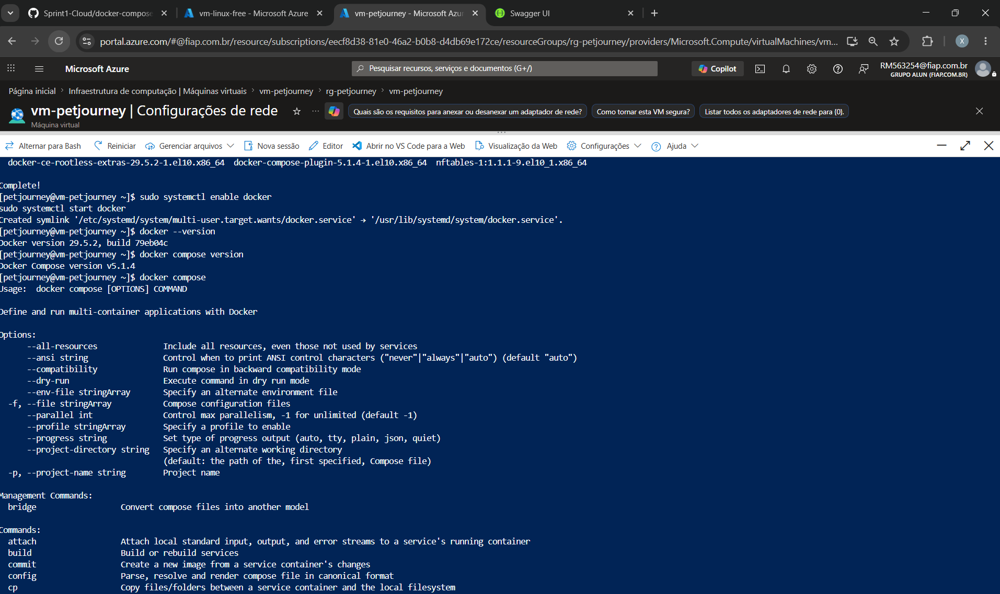 Sprint1-Cloud/docker-compose
vm-linux-free - Microsoft Azure
vm-petjourney - Microsoft Azur
Swagger UI
portal.azure.com/#@fiap.com.br/resource/subscriptions/eecf8d38-81e0-46a2-b0b8-d4db69e172ce/resourceGroups/rg-petjourney/providers/Microsoft.Compute/virtualMachines/vm...
X
Microsoft Azure
Pesquisar recursos, serviços e documentos (G+/)
Copilot
RM563254@fiap.com.br
GRUPO ALUN (FIAP.COM.BR)
Página inicial > Infraestrutura de computação | Máquinas virtuais > vm-petjourney > rg-petjourney > vm-petjourney
vm-petjourney | Configurações de rede
Máquina virtual
Quais são os requisitos para anexar ou desanexar um adaptador de rede?
Como tornar esta VM segura?
Listar todos os adaptadores de rede para {0}.
Alternar para Bash
Reiniciar
Gerenciar arquivos
Nova sessão
Editor
Abrir no VS Code para a Web
Visualização da Web
Configurações
Ajuda
docker-ce-rootless-extras-29.5.2-1.el10.x86_64  docker-compose-plugin-5.1.4-1.el10.x86_64  nftables-1:1.1.1-9.el10_1.x86_64
Complete!
[petjourney@vm-petjourney ~]$ sudo systemctl enable docker
sudo systemctl start docker
Created symlink '/etc/systemd/system/multi-user.target.wants/docker.service' → '/usr/lib/systemd/system/docker.service'.
[petjourney@vm-petjourney ~]$ docker --version
Docker version 29.5.2, build 79eb04c
[petjourney@vm-petjourney ~]$ docker compose version
Docker Compose version v5.1.4
[petjourney@vm-petjourney ~]$ docker compose
Usage:  docker compose [OPTIONS] COMMAND
Define and run multi-container applications with Docker
Options:
--all-resources  Include all resources, even those not used by services
--ansi string  Control when to print ANSI control characters ("never"|"always"|"auto") (default "auto")
--compatibility  Run compose in backward compatibility mode
--dry-run  Execute command in dry run mode
--env-file stringArray  Specify an alternate environment file
-f, --file stringArray  Compose configuration files
--parallel int  Control max parallelism, -1 for unlimited (default -1)
--profile stringArray  Specify a profile to enable
--progress string  Set type of progress output (auto, tty, plain, json, quiet)
--project-directory string  Specify an alternate working directory
(default: the path of the, first specified, Compose file)
-p, --project-name string  Project name
Management Commands:
bridge  Convert compose files into another model
Commands:
attach  Attach local standard input, output, and error streams to a service's running container
build  Build or rebuild services
commit  Create a new image from a service container's changes
config  Parse, resolve and render compose file in canonical format
cp  Copy files/folders between a service container and the local filesystem